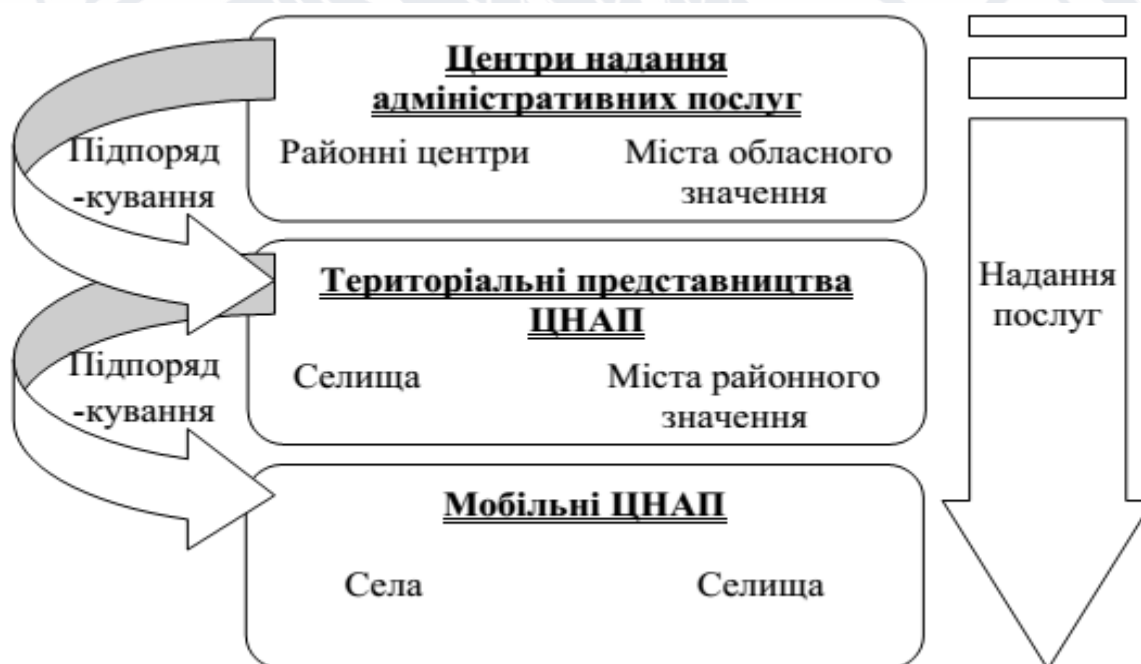 Центри надання
адміністративних послуг
Районні центри
Міста обласного
значення
Підпоряд
-кування
Територіальні представництва
ЦНАП
Селища
Міста районного
значення
Підпоряд
-кування
Мобільні ЦНАП
Села
Селища
Надання
послуг